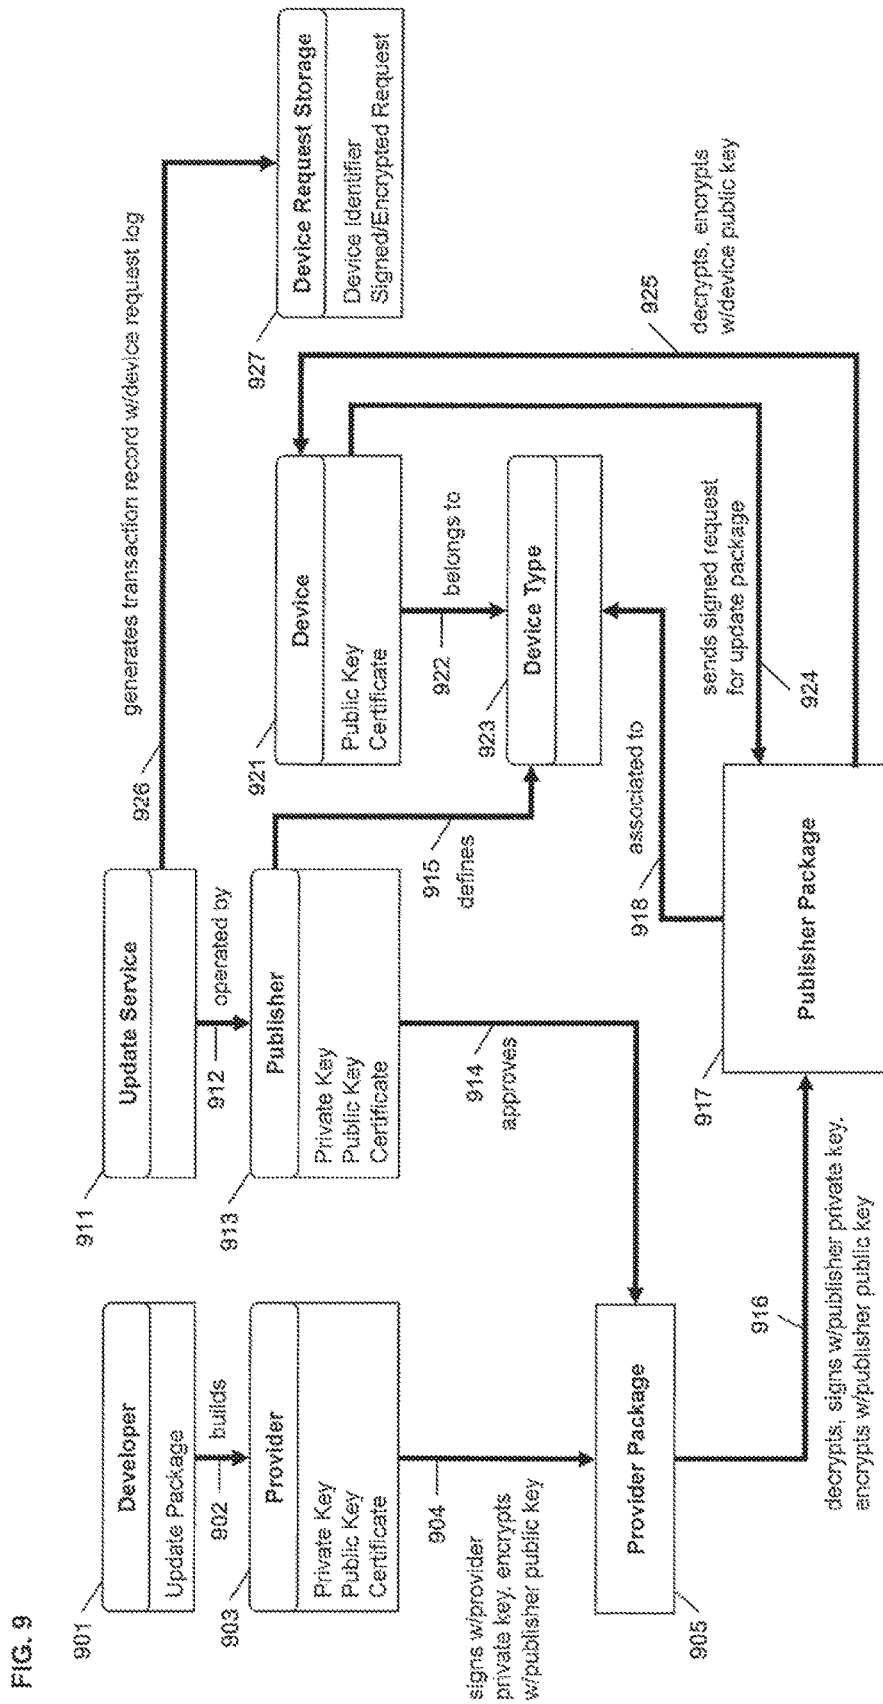 FIG. 9
901
Developer
Update Package
902
builds
903
Provider
Private Key
Public Key
Certificate
904
signs w/provider
private key, encrypts
w/publisher public key
905
Provider Package
911
Update Service
912
operated by
913
Publisher
Private Key
Public Key
Certificate
914
approves
915
defines
916
decrypts, signs w/publisher private key,
encrypts w/publisher public key
917
Publisher Package
918
associated to
926
generates transaction record w/device request log
921
Device
Public Key
Certificate
922
belongs to
923
Device Type
924
sends signed request
for update package
925
decrypts, encrypts
w/device public key
927
Device Request Storage
Device Identifier
Signed/Encrypted Request